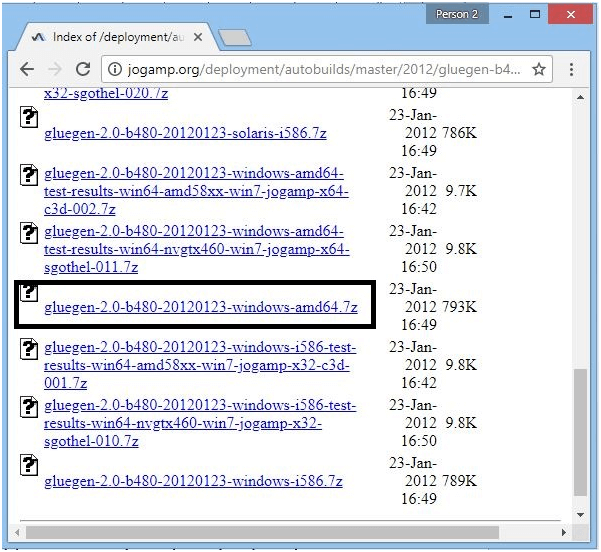 Person 2
Index of /deployment/au
jogamp.org/deployment/autobuilds/master/2012/gluegen-b4...
x32-sgothel-020.7z
16:49
23-Jan-
gluegen-2.0-b480-20120123-solaris-i586.7z 2012 786K
16:49
gluegen-2.0-b480-20120123-windows-amd64- 23-Jan-
test-results-win64-amd58xx-win7-jogamp-x64- 2012 9.7K
c3d-002.7z 16:42
gluegen-2.0-b480-20120123-windows-amd64- 23-Jan-
test-results-win64-nvgtx460-win7-jogamp-x64- 2012 9.8K
sgothel-011.7z 16:50
23-Jan-
gluegen-2.0-b480-20120123-windows-amd64.7z 2012 793K
16:49
gluegen-2.0-b480-20120123-windows-i586-test- 23-Jan-
results-win64-amd58xx-win7-jogamp-x32-c3d- 2012 9.8K
001.7z 16:42
gluegen-2.0-b480-20120123-windows-i586-test- 23-Jan-
results-win64-nvgtx460-win7-jogamp-x32- 2012 9.8K
sgothel-010.7z 16:50
23-Jan-
gluegen-2.0-b480-20120123-windows-i586.7z 2012 789K
16:49